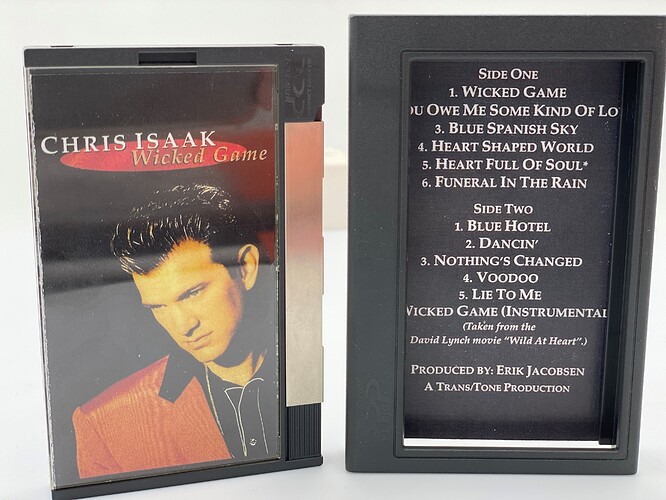 CHRIS ISAAK
Wicked Game
dcc
SIDE ONE
1. WICKED GAME
OU OWE ME SOME KIND OF LO
3. BLUE SPANISH SKY
4. HEART SHAPED WORLD
5. HEART FULL OF SOUL*
6. FUNERAL IN THE RAIN
SIDE TWO
1. BLUE HOTEL
2. DANCIN'
3. NOTHING'S CHANGED
4. VOODOO
5. LIE TO ME
WICKED GAME (INSTRUMENTAL
(Taken from the
David Lynch movie "Wild At Heart".)
PRODUCED BY: ERIK JACOBSEN
A TRANS/TONE PRODUCTION